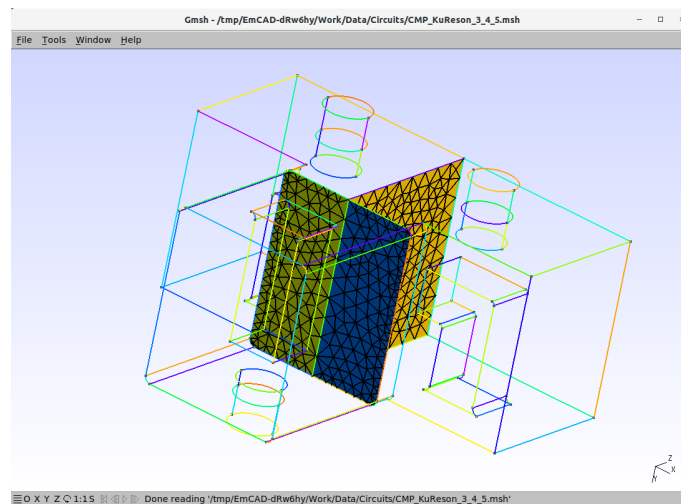 Gmsh - /tmp/EmCAD-dRw6hy/Work/Data/Circuits/CMP_KuReson_3_4_5.msh
File Tools Window Help
Z
X
Y
O X Y Z 1:1 S Done reading '/tmp/EmCAD-dRw6hy/Work/Data/Circuits/CMP_KuReson_3_4_5.msh'